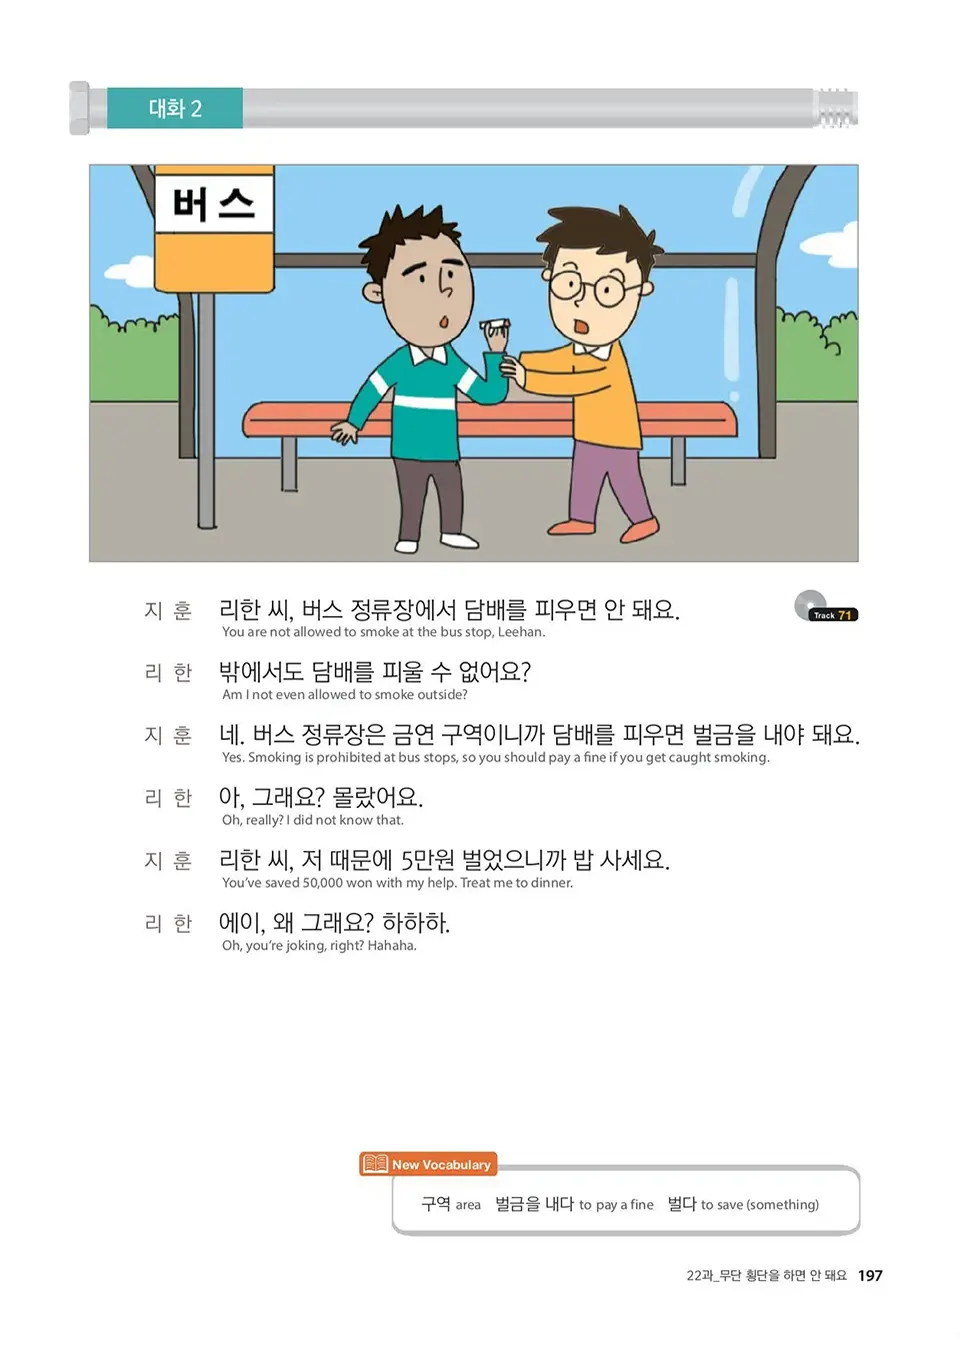 대화 2
버스
지훈 리한 씨, 버스 정류장에서 담배를 피우면 안 돼요.
Track 71
You are not allowed to smoke at the bus stop, Leehan.
리한 밖에서도 담배를 피울 수 없어요?
Am I not even allowed to smoke outside?
지훈 네. 버스 정류장은 금연 구역이니까 담배를 피우면 벌금을 내야 돼요.
Yes. Smoking is prohibited at bus stops, so you should pay a fine if you get caught smoking.
리한 아, 그래요? 몰랐어요.
Oh, really? I did not know that.
지훈 리한 씨, 저 때문에 5만원 벌었으니까 밥 사세요.
You’ve saved 50,000 won with my help. Treat me to dinner.
리한 에이, 왜 그래요? 하하하.
Oh, you’re joking, right? Hahaha.
New Vocabulary
구역 area 벌금을 내다 to pay a fine 벌다 to save (something)
22과_무단 횡단을 하면 안 돼요 197